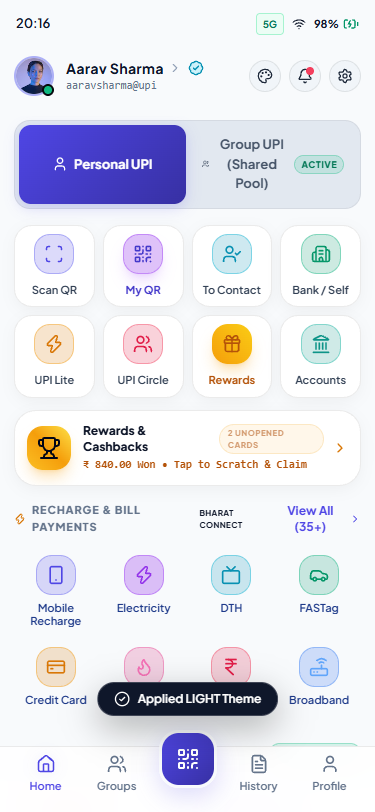 20:16
5G
98%
Aarav Sharma
aaravsharma@upi
Personal UPI
Group UPI
(Shared
Pool)
ACTIVE
Scan QR
My QR
To Contact
Bank / Self
UPI Lite
UPI Circle
Rewards
Accounts
Rewards &
Cashbacks
2 UNOPENED
CARDS
₹ 840.00 Won • Tap to Scratch & Claim
RECHARGE & BILL
PAYMENTS
BHARAT
CONNECT
View All
(35+)
Mobile
Recharge
Electricity
DTH
FASTag
Credit Card
Broadband
Applied LIGHT Theme
Home
Groups
History
Profile